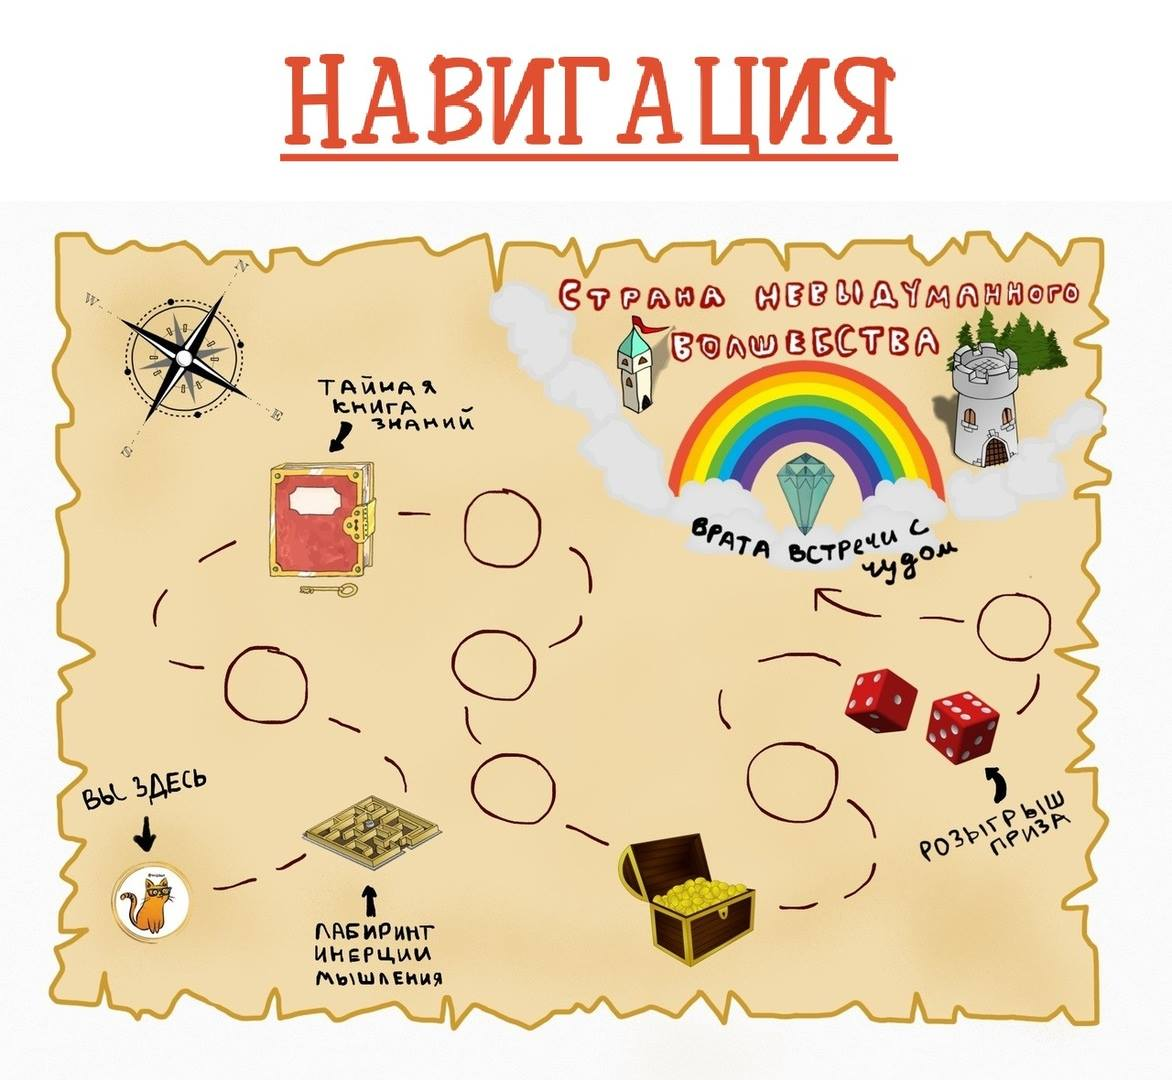 НАВИГАЦИЯ
N
W
E
S
СТРАНА НЕВЫДУМАННОГО
ВОЛШЕБСТВА
ТАЙНАЯ
КНИГА
ЗНАНИЙ
ВРАТА ВСТРЕЧИ С
ЧУДОМ
ВЫ ЗДЕСЬ
РОЗЫГРЫШ
ПРИЗА
ЛАБИРИНТ
ИНЕРЦИИ
МЫШЛЕНИЯ